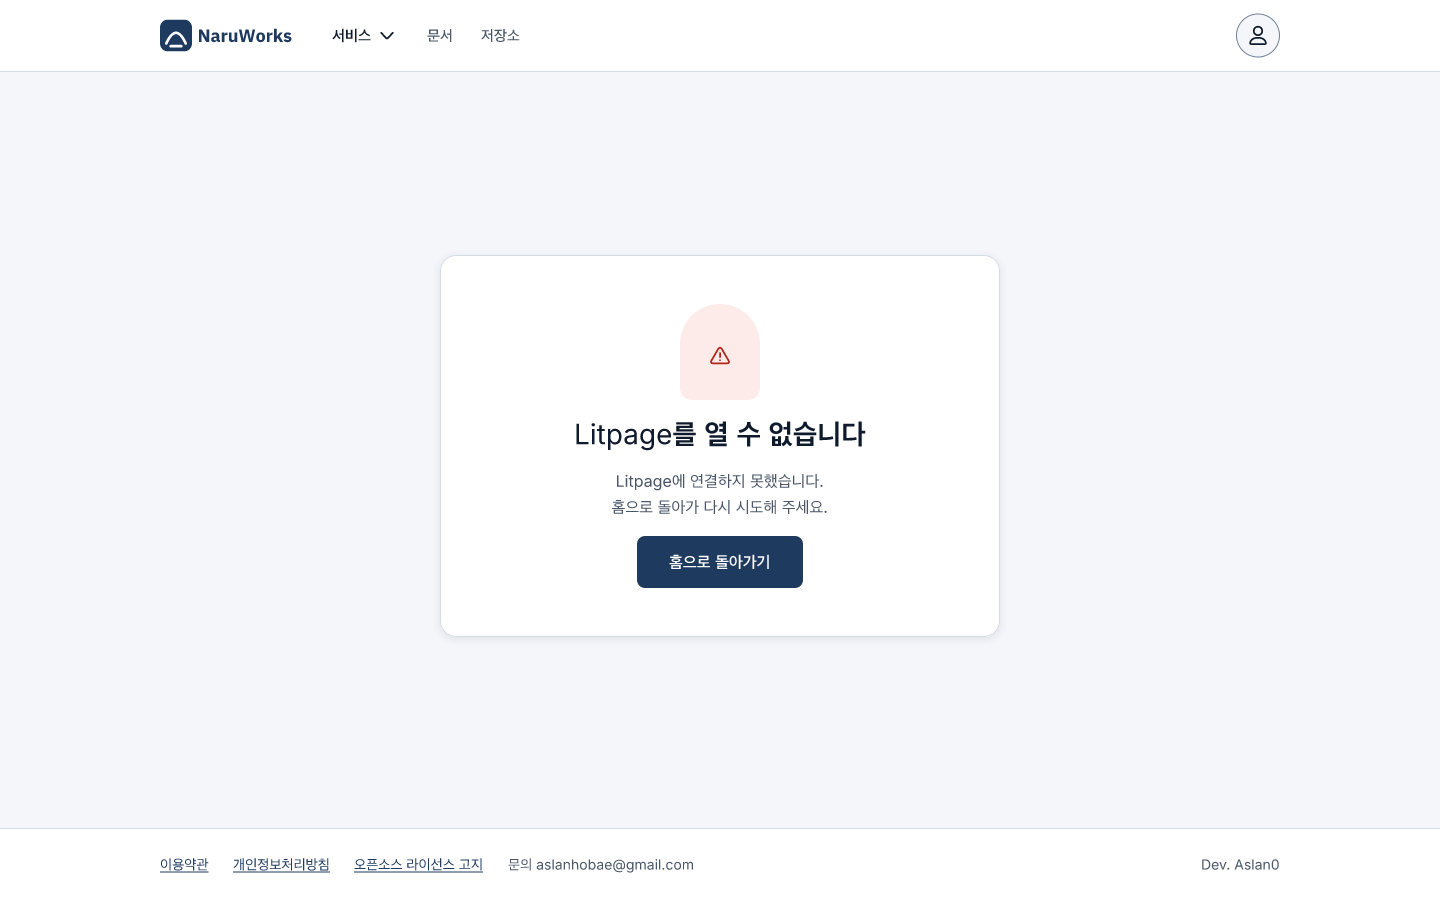 NaruWorks
서비스
문서
저장소
Litpage를 열 수 없습니다
Litpage에 연결하지 못했습니다.
홈으로 돌아가 다시 시도해 주세요.
홈으로 돌아가기
이용약관
개인정보처리방침
오픈소스 라이선스 고지
문의 aslanhobae@gmail.com
Dev. Aslan0